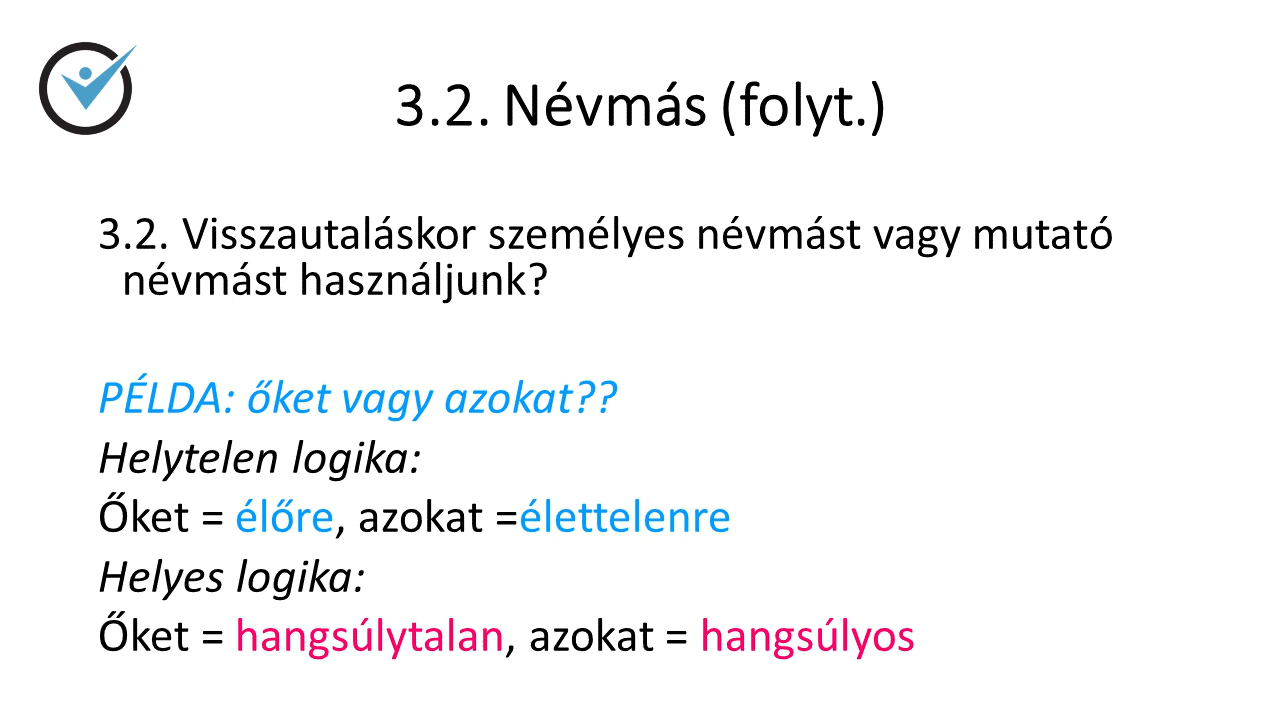 3.2. Névmás (folyt.)
3.2. Visszautaláskor személyes névmást vagy mutató
névmást használjunk?
PÉLDA: őket vagy azokat??
Helytelen logika:
Őket = élőre, azokat =élettelenre
Helyes logika:
Őket = hangsúlytalan, azokat = hangsúlyos